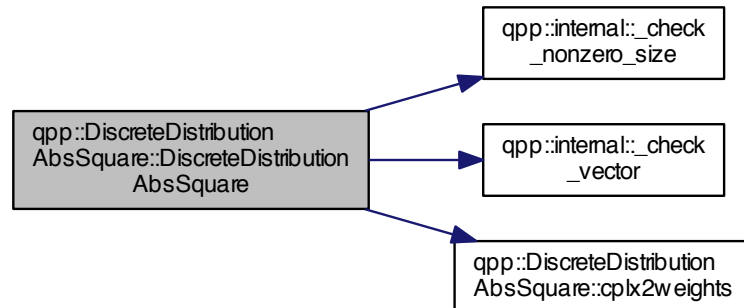 qpp::internal::_check
_nonzero_size
qpp::DiscreteDistribution
AbsSquare::DiscreteDistribution
AbsSquare
qpp::internal::_check
_vector
qpp::DiscreteDistribution
AbsSquare::cplx2weights